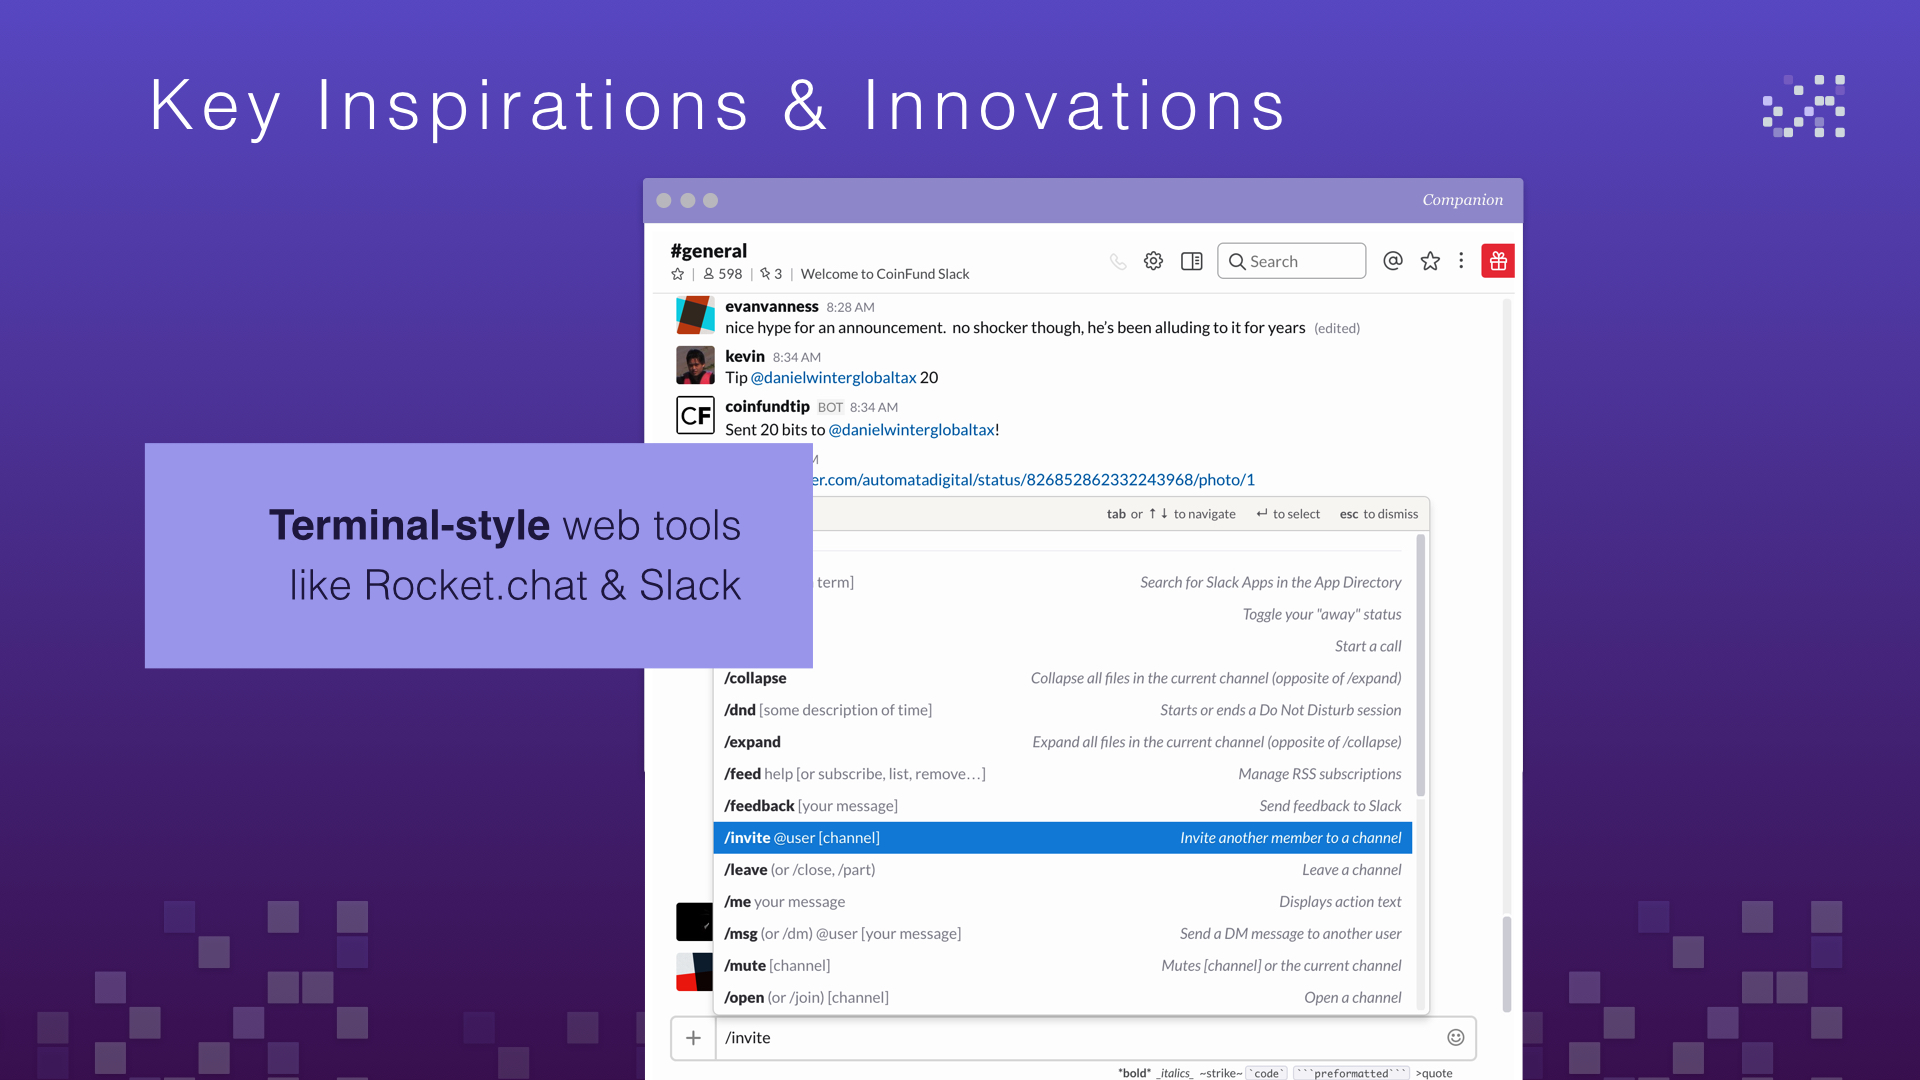 Key Inspirations & Innovations
Companion
#general
598 | 3 | Welcome to CoinFund Slack
Search
evanvanness 8:28 AM
nice hype for an announcement. no shocker though, he's been alluding to it for years (edited)
kevin 8:34 AM
Tip @danielwinterglobaltax 20
CF
coinfundtip BOT 8:34 AM
Sent 20 bits to @danielwinterglobaltax!
er.com/automatadigital/status/826852862332243968/photo/1
Terminal-style web tools
like Rocket.chat & Slack
tab or ↑ ↓ to navigate ↵ to select esc to dismiss
term] Search for Slack Apps in the App Directory
Toggle your "away" status
Start a call
/collapse Collapse all files in the current channel (opposite of /expand)
/dnd [some description of time] Starts or ends a Do Not Disturb session
/expand Expand all files in the current channel (opposite of /collapse)
/feed help [or subscribe, list, remove…] Manage RSS subscriptions
/feedback [your message] Send feedback to Slack
/invite @user [channel] Invite another member to a channel
/leave (or /close, /part) Leave a channel
/me your message Displays action text
/msg (or /dm) @user [your message] Send a DM message to another user
/mute [channel] Mutes [channel] or the current channel
/open (or /join) [channel] Open a channel
/invite
*bold* _italics_ ~strike~ `code` ```preformatted``` >quote